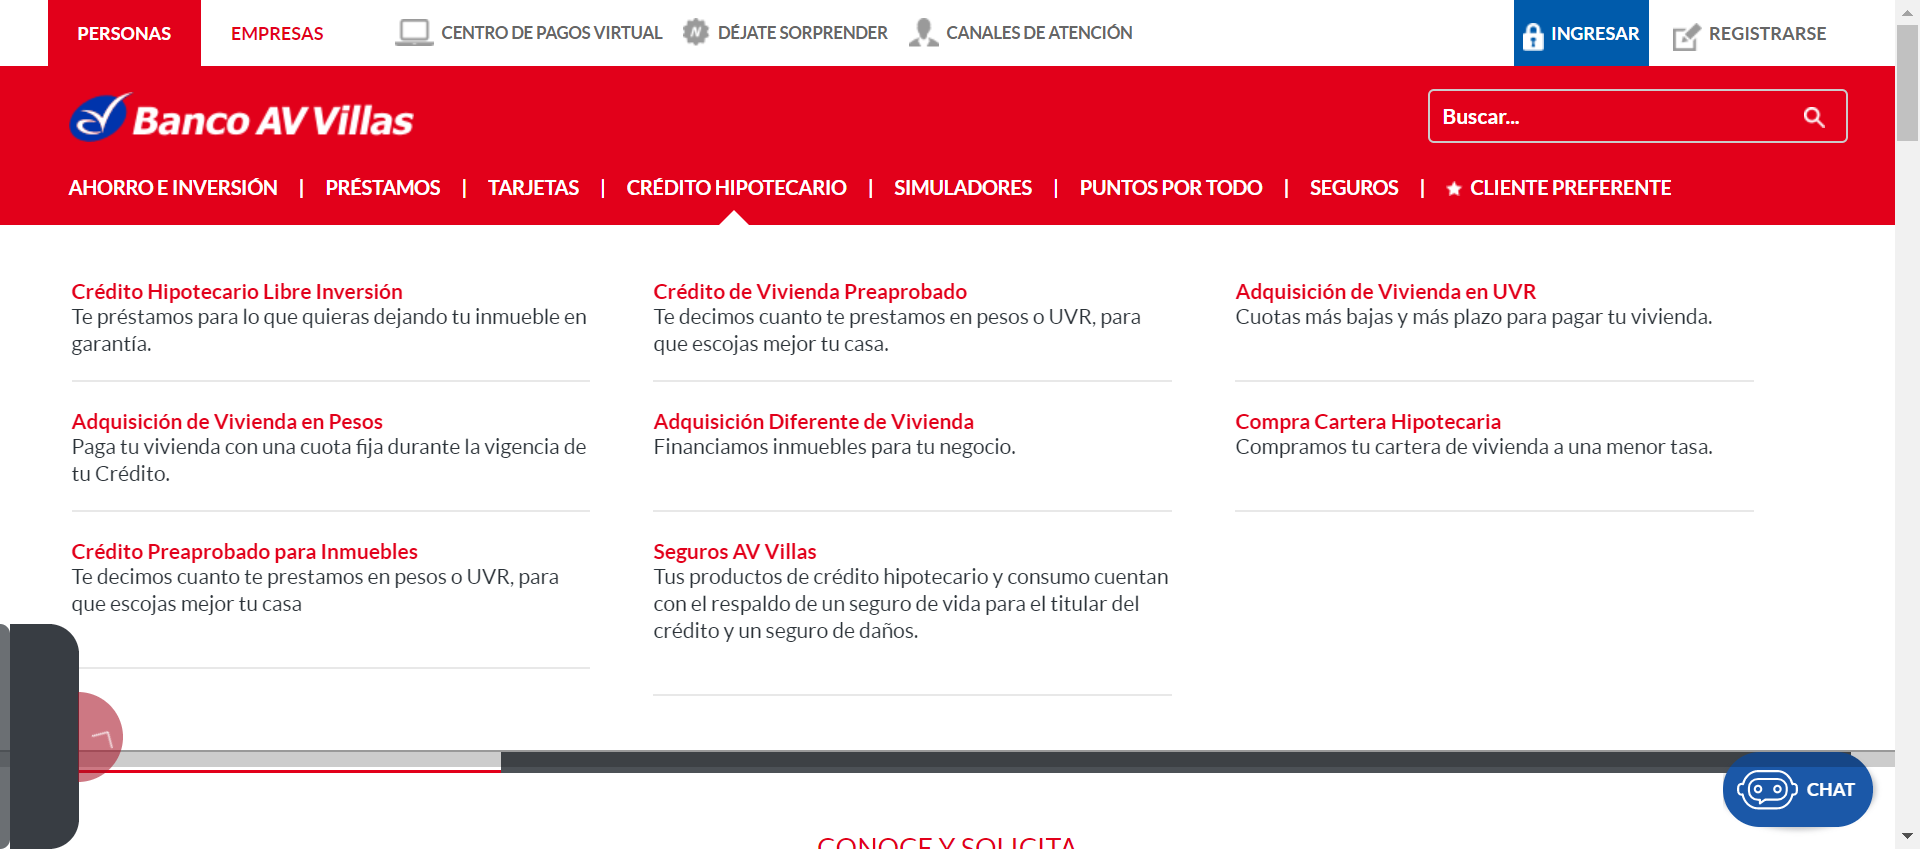 PERSONAS EMPRESAS CENTRO DE PAGOS VIRTUAL DÉJATE SORPRENDER CANALES DE ATENCIÓN INGRESAR REGISTRARSE
Banco AV Villas
Buscar...
AHORRO E INVERSIÓN | PRÉSTAMOS | TARJETAS | CRÉDITO HIPOTECARIO | SIMULADORES | PUNTOS POR TODO | SEGUROS | CLIENTE PREFERENTE
Crédito Hipotecario Libre Inversión
Te préstamos para lo que quieras dejando tu inmueble en
garantía.
Crédito de Vivienda Preaprobado
Te decimos cuanto te prestamos en pesos o UVR, para
que escojas mejor tu casa.
Adquisición de Vivienda en UVR
Cuotas más bajas y más plazo para pagar tu vivienda.
Adquisición de Vivienda en Pesos
Paga tu vivienda con una cuota fija durante la vigencia de
tu Crédito.
Adquisición Diferente de Vivienda
Financiamos inmuebles para tu negocio.
Compra Cartera Hipotecaria
Compramos tu cartera de vivienda a una menor tasa.
Crédito Preaprobado para Inmuebles
Te decimos cuanto te prestamos en pesos o UVR, para
que escojas mejor tu casa
Seguros AV Villas
Tus productos de crédito hipotecario y consumo cuentan
con el respaldo de un seguro de vida para el titular del
crédito y un seguro de daños.
CHAT
CONOCE Y SOLICITA